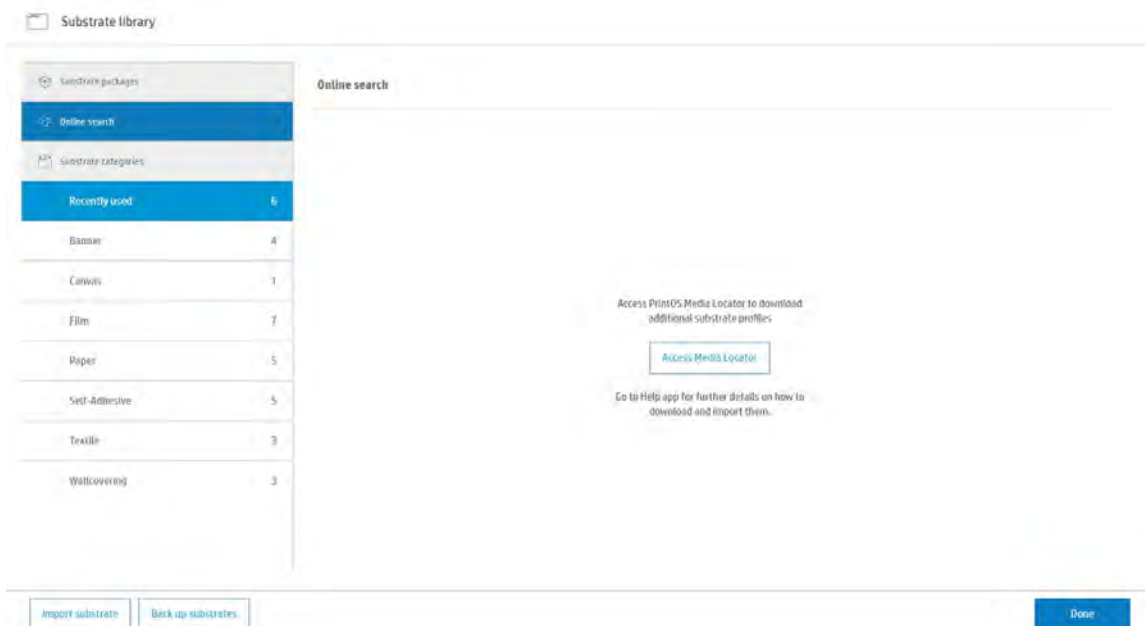 Substrate library
Substrate packages
Online search
Substrate categories
Recently used 6
Banner 4
Canvas 1
Film 7
Paper 5
Self-Adhesive 5
Textile 3
Wallcovering 3
Online search
Access PrintOS Media Locator to download
additional substrate profiles
Access Media Locator
Go to Help app for further details on how to
download and import them.
Import substrate
Back up substrates
Done